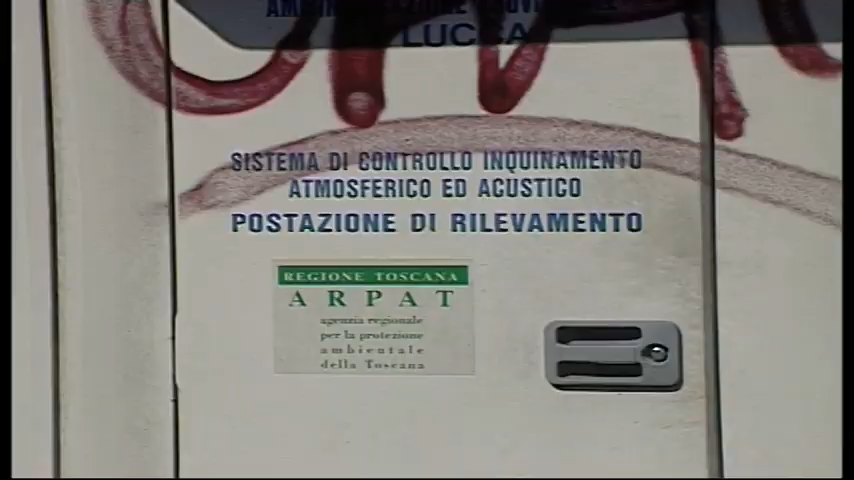 LUCCA
SISTEMA DI CONTROLLO INQUINAMENTO
ATMOSFERICO ED ACUSTICO
POSTAZIONE DI RILEVAMENTO
REGIONE TOSCANA
ARPAT
agenzia regionale
per la protezione
ambientale
della Toscana